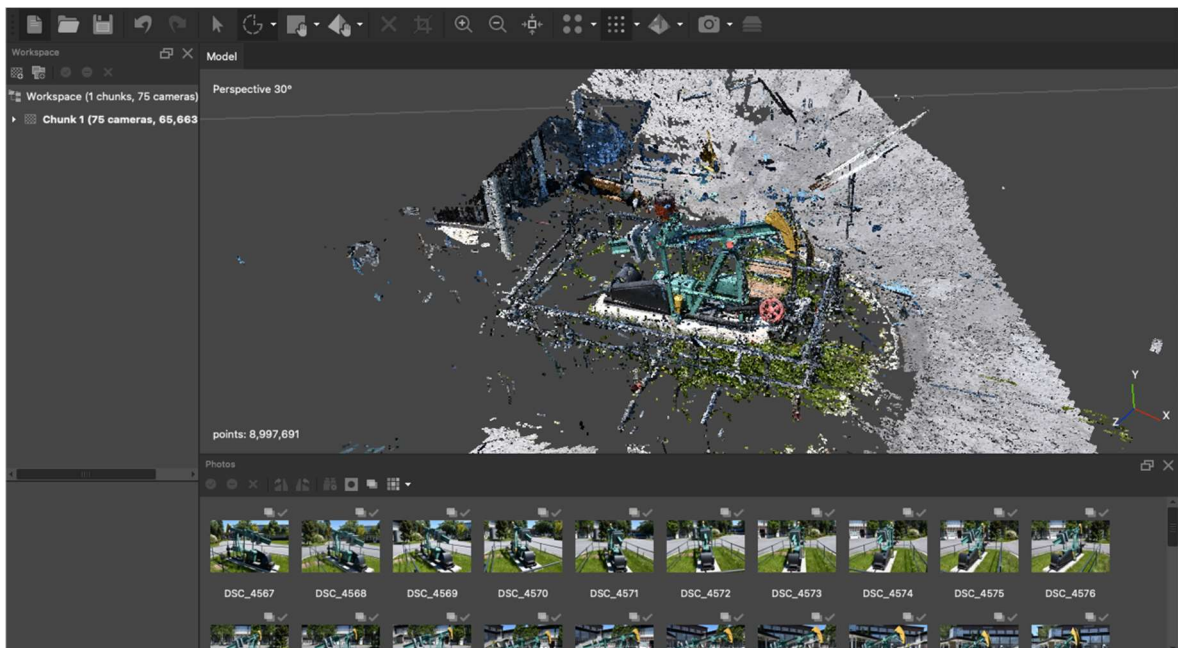 Workspace
Model
Workspace (1 chunks, 75 cameras)
Chunk 1 (75 cameras, 65,663
Perspective 30°
Y
X
Z
points: 8,997,691
Photos
DSC_4567 DSC_4568 DSC_4569 DSC_4570 DSC_4571 DSC_4572 DSC_4573 DSC_4574 DSC_4575 DSC_4576